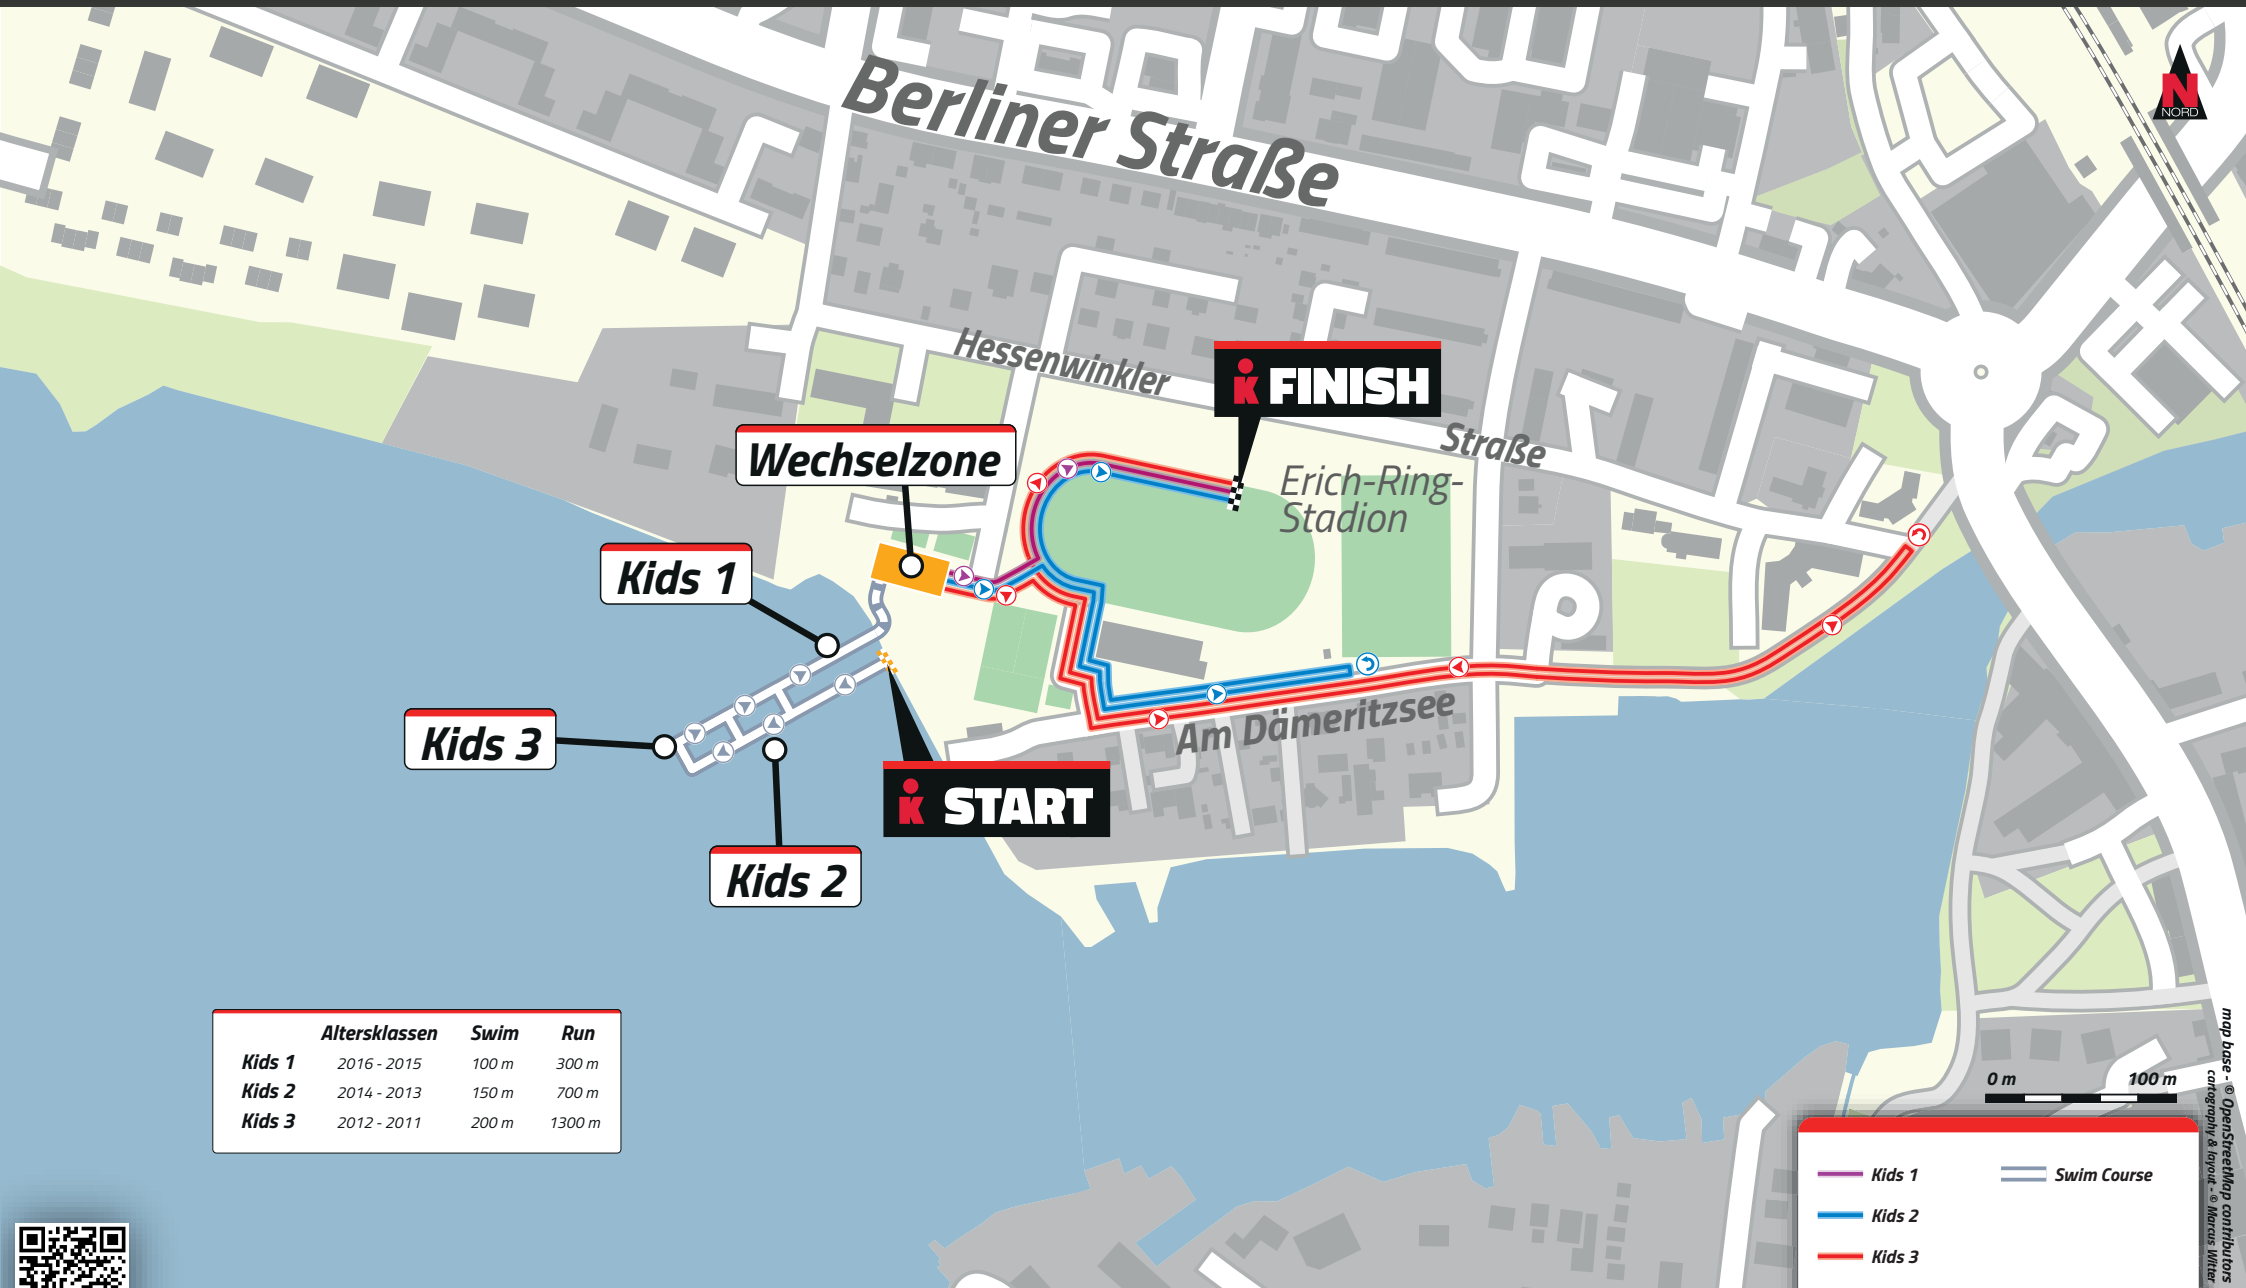 Berliner Straße
N
NORD
Hessenwinkler
Straße
FINISH
Wechselzone
Erich-Ring-
Stadion
Kids 1
Kids 3
Am Dämeritzsee
START
Kids 2
Altersklassen Swim Run
Kids 1 2016 - 2015 100 m 300 m
Kids 2 2014 - 2013 150 m 700 m
Kids 3 2012 - 2011 200 m 1300 m
0 m 100 m
Kids 1 Swim Course
Kids 2
Kids 3
map base - © OpenStreetMap contributors
cartography & layout - © Marcus Witter